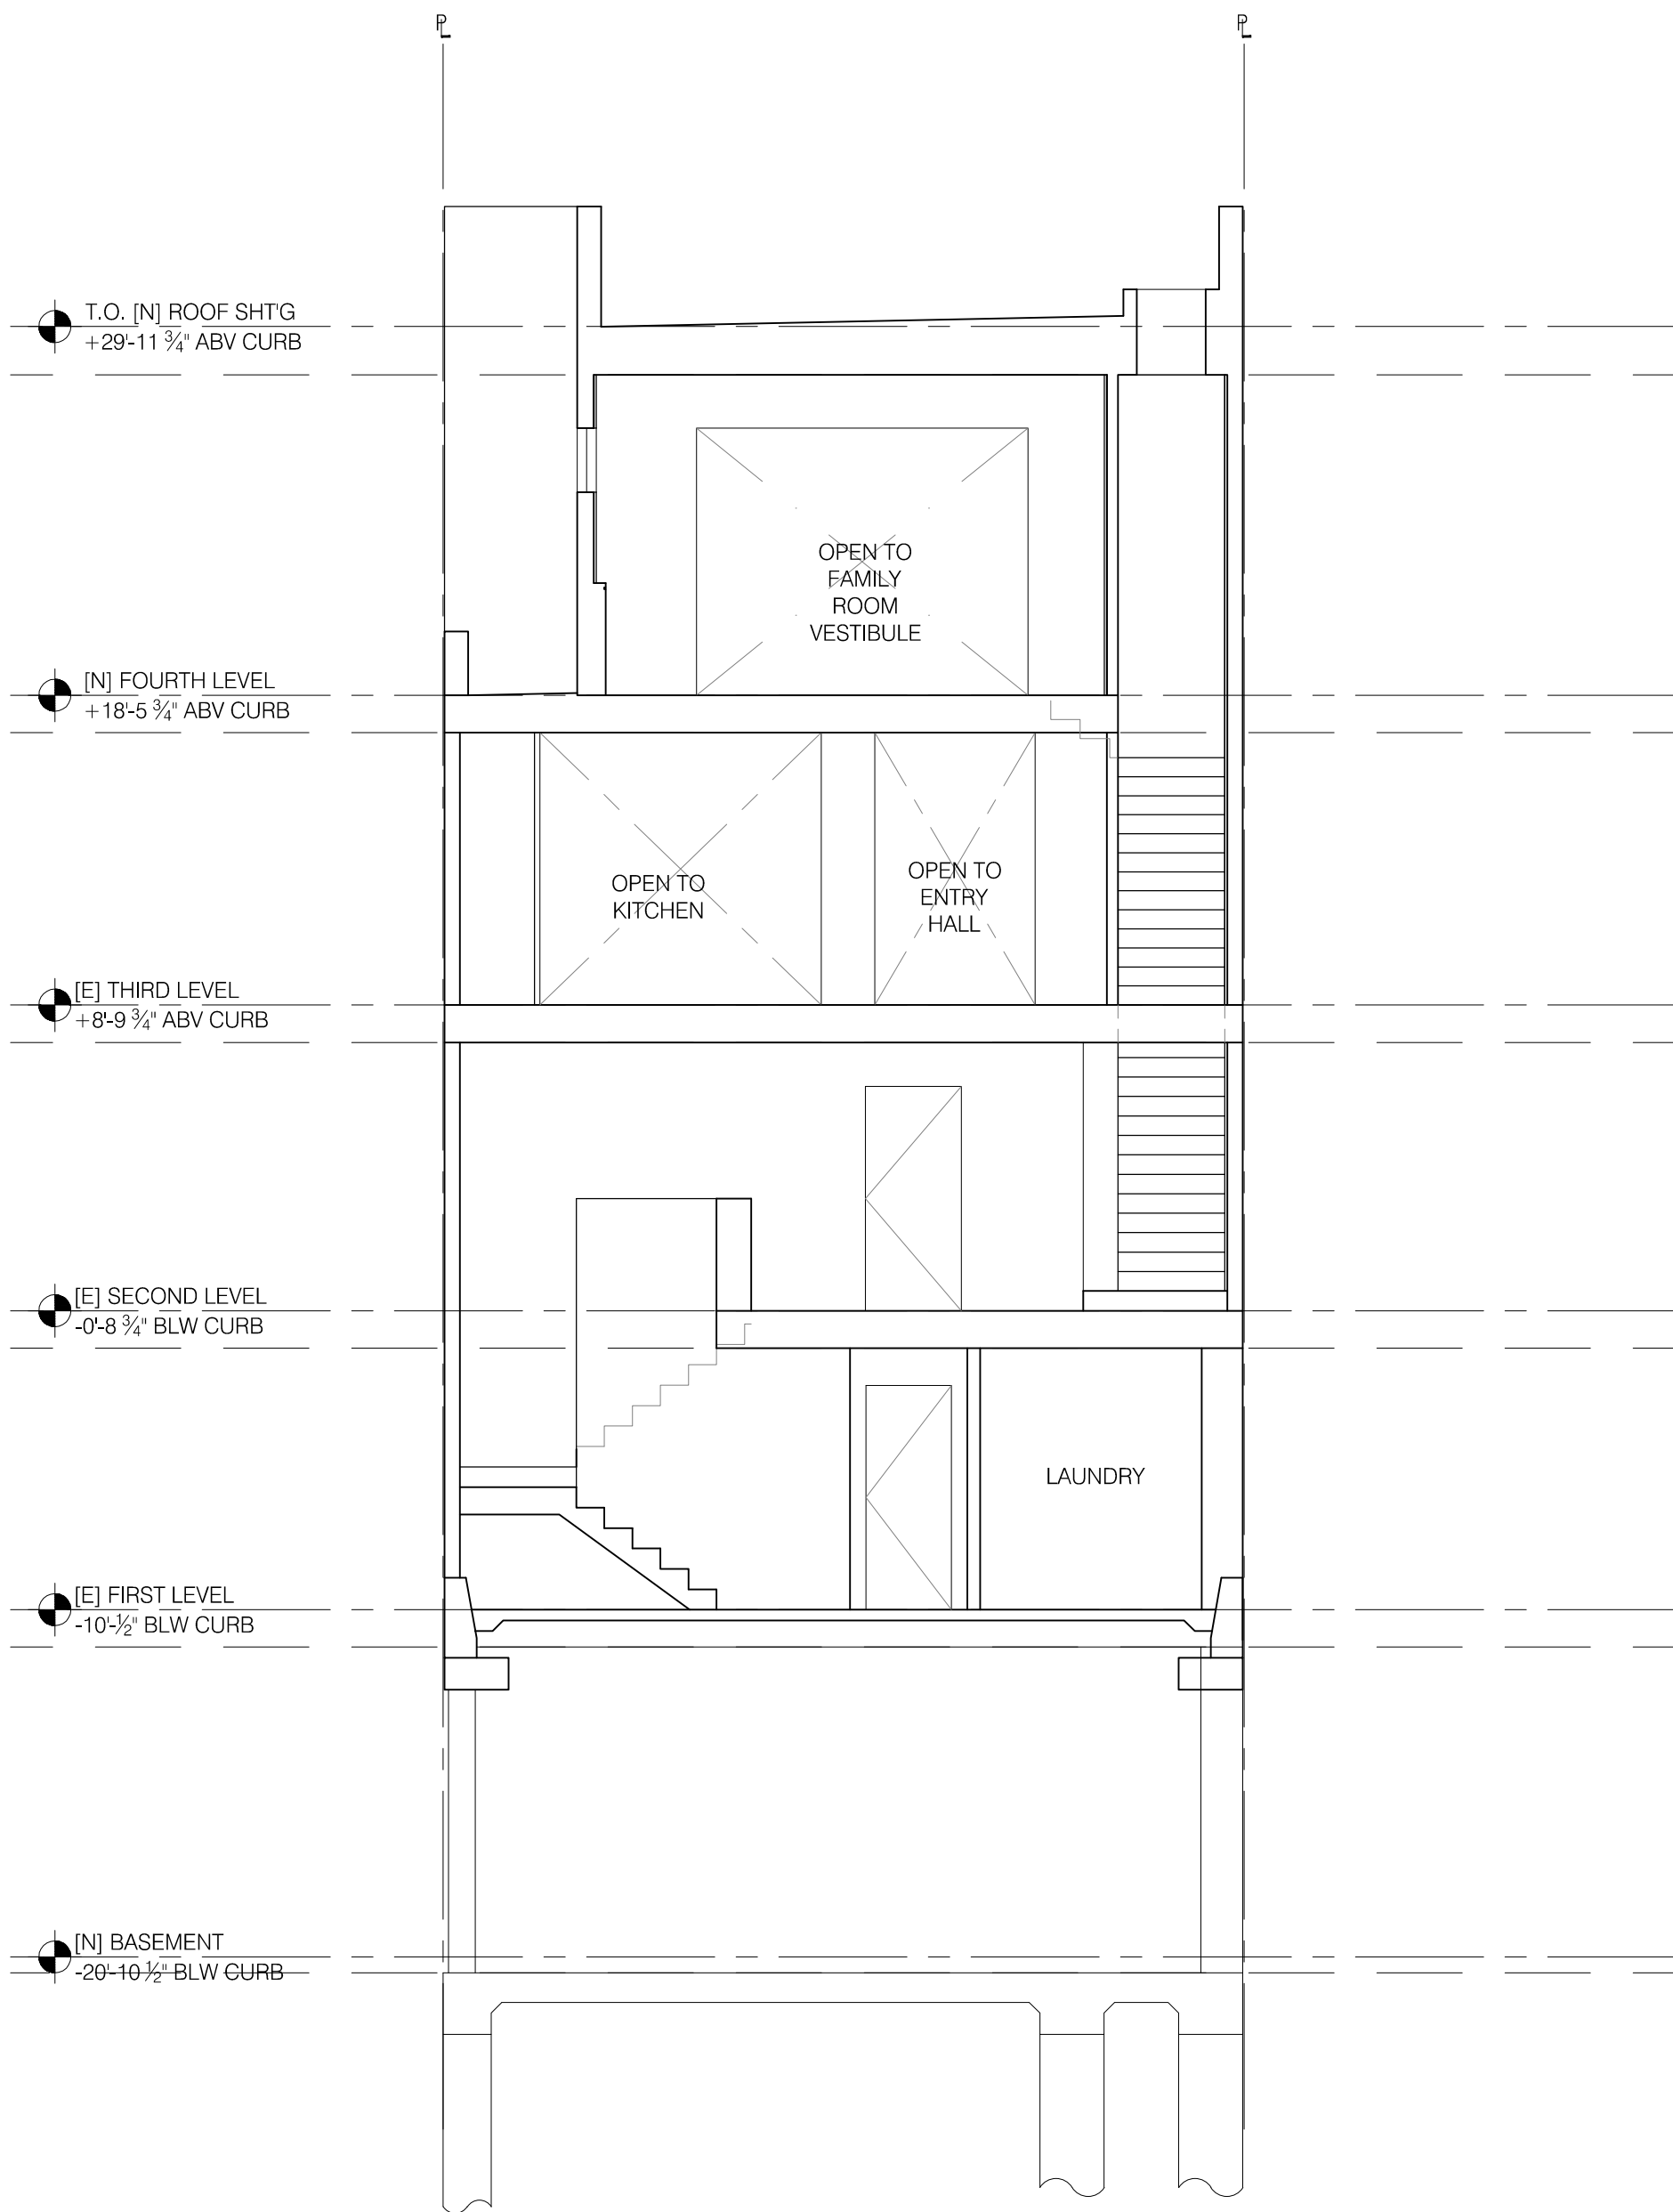 ℄ ℄
T.O. [N] ROOF SHT'G
+29'-11 ¾" ABV CURB
OPEN TO
FAMILY
ROOM
VESTIBULE
[N] FOURTH LEVEL
+18'-5 ¾" ABV CURB
OPEN TO
KITCHEN
OPEN TO
ENTRY
HALL
[E] THIRD LEVEL
+8'-9 ¾" ABV CURB
[E] SECOND LEVEL
-0'-8 ¾" BLW CURB
LAUNDRY
[E] FIRST LEVEL
-10'-½" BLW CURB
[N] BASEMENT
-20'-10 ½" BLW CURB